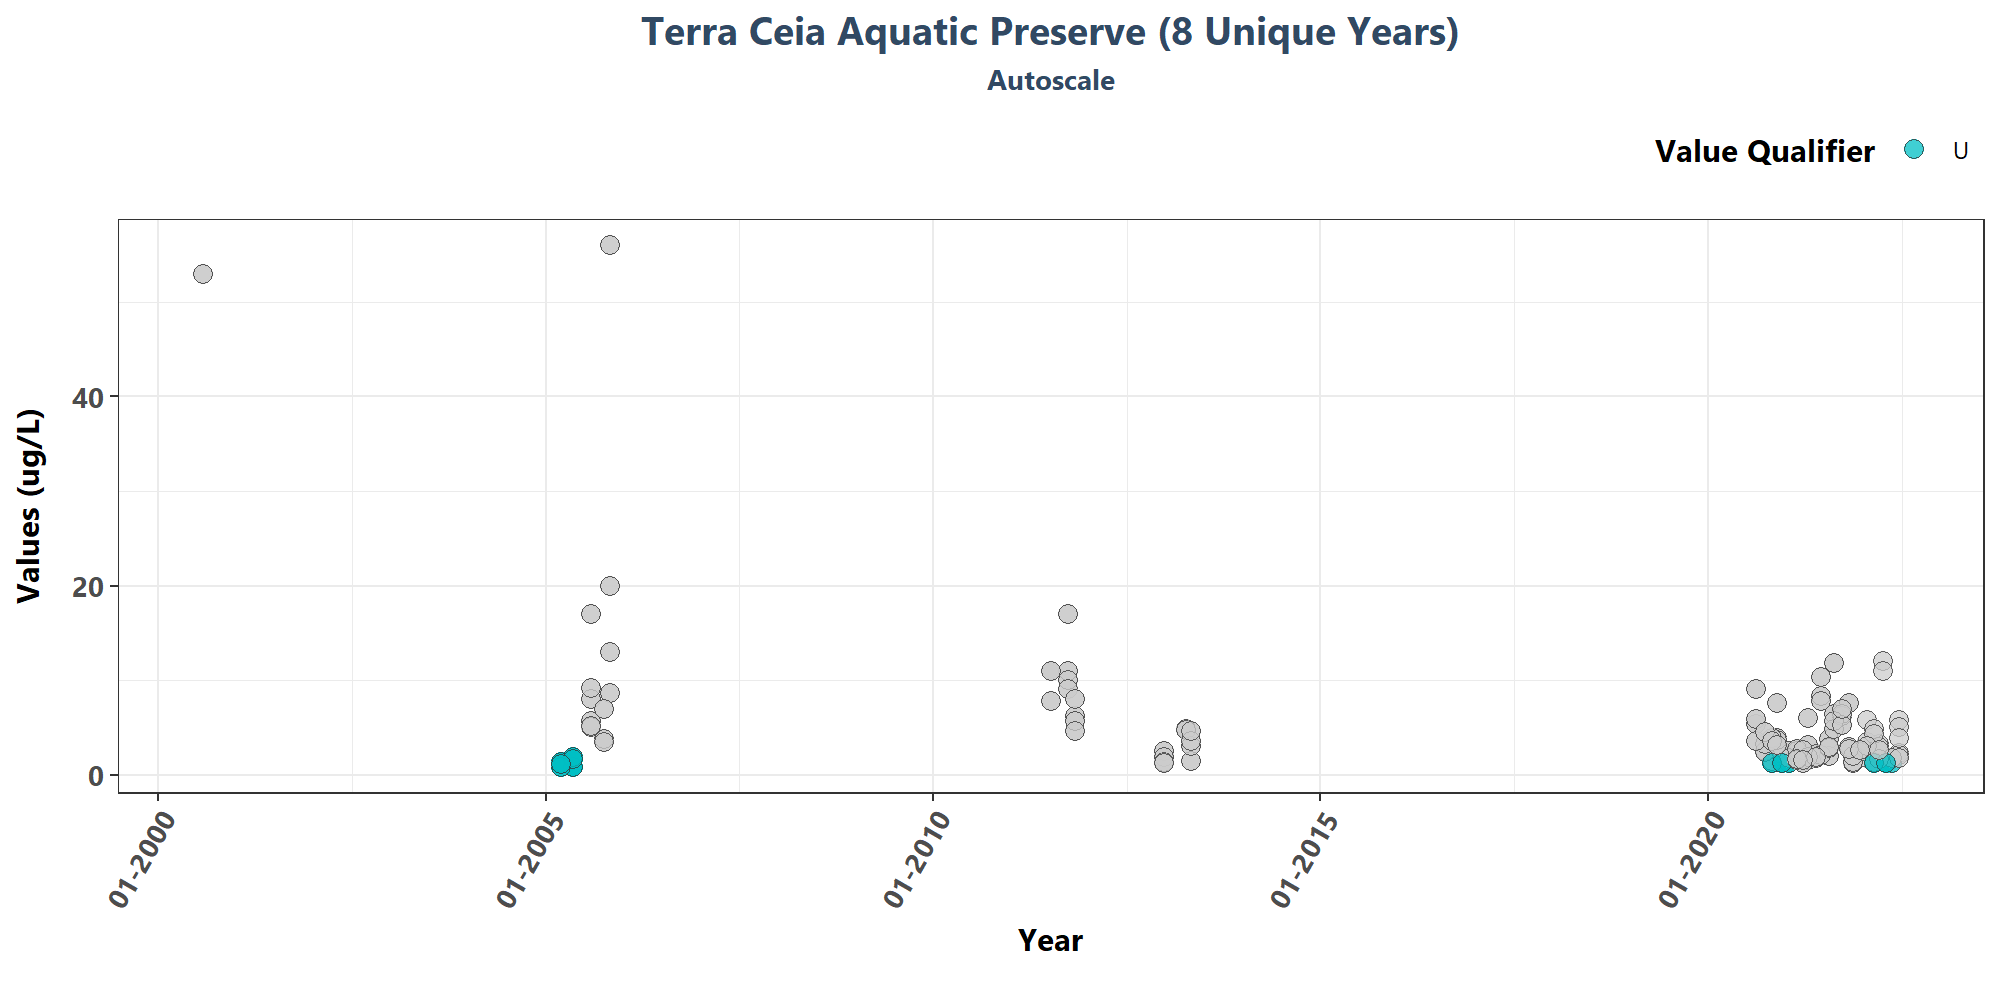 Terra Ceia Aquatic Preserve (8 Unique Years)
Autoscale
Value Qualifier U
Values (ug/L)
40
20
0
01-2000
01-2005
01-2010
01-2015
01-2020
Year